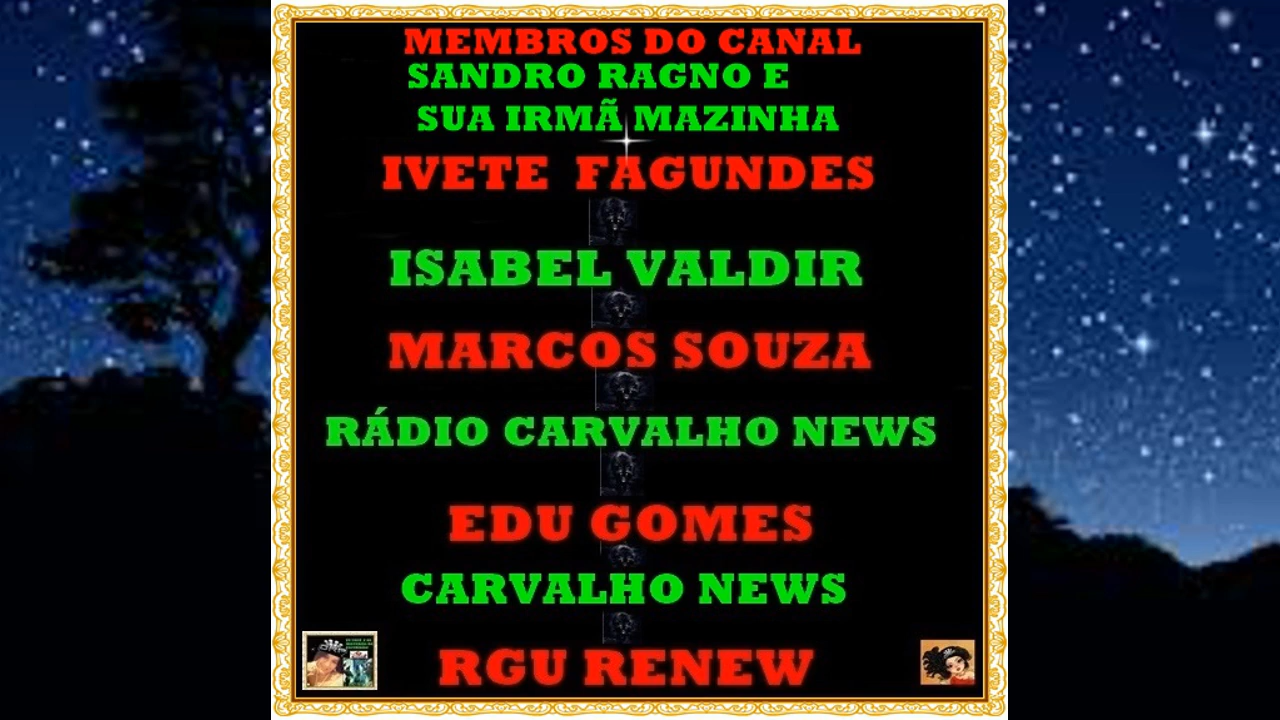 MEMBROS DO CANAL
SANDRO RAGNO E
SUA IRMÃ MAZINHA
IVETE FAGUNDES
ISABEL VALDIR
MARCOS SOUZA
RÁDIO CARVALHO NEWS
EDU GOMES
CARVALHO NEWS
RGU RENEW